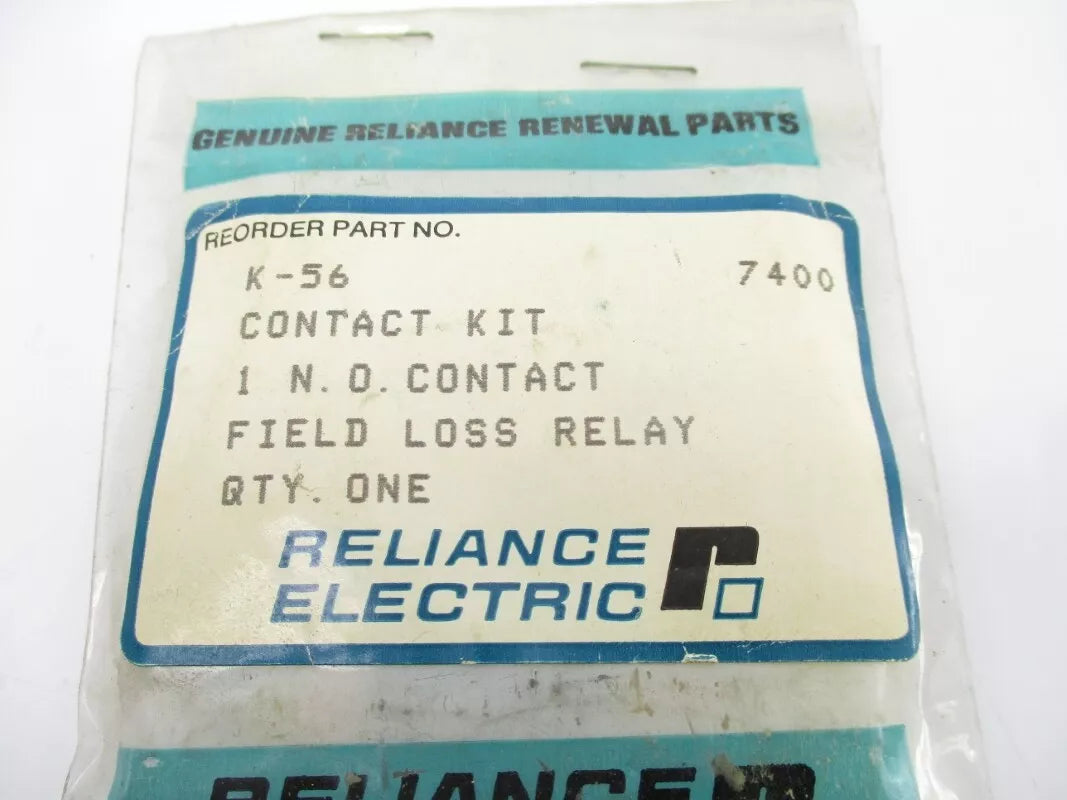 GENUINE RELIANCE RENEWAL PARTS
REORDER PART NO.
K-56 7400
CONTACT KIT
1 N.O. CONTACT
FIELD LOSS RELAY
QTY. ONE
RELIANCE
ELECTRIC
RELIANCE